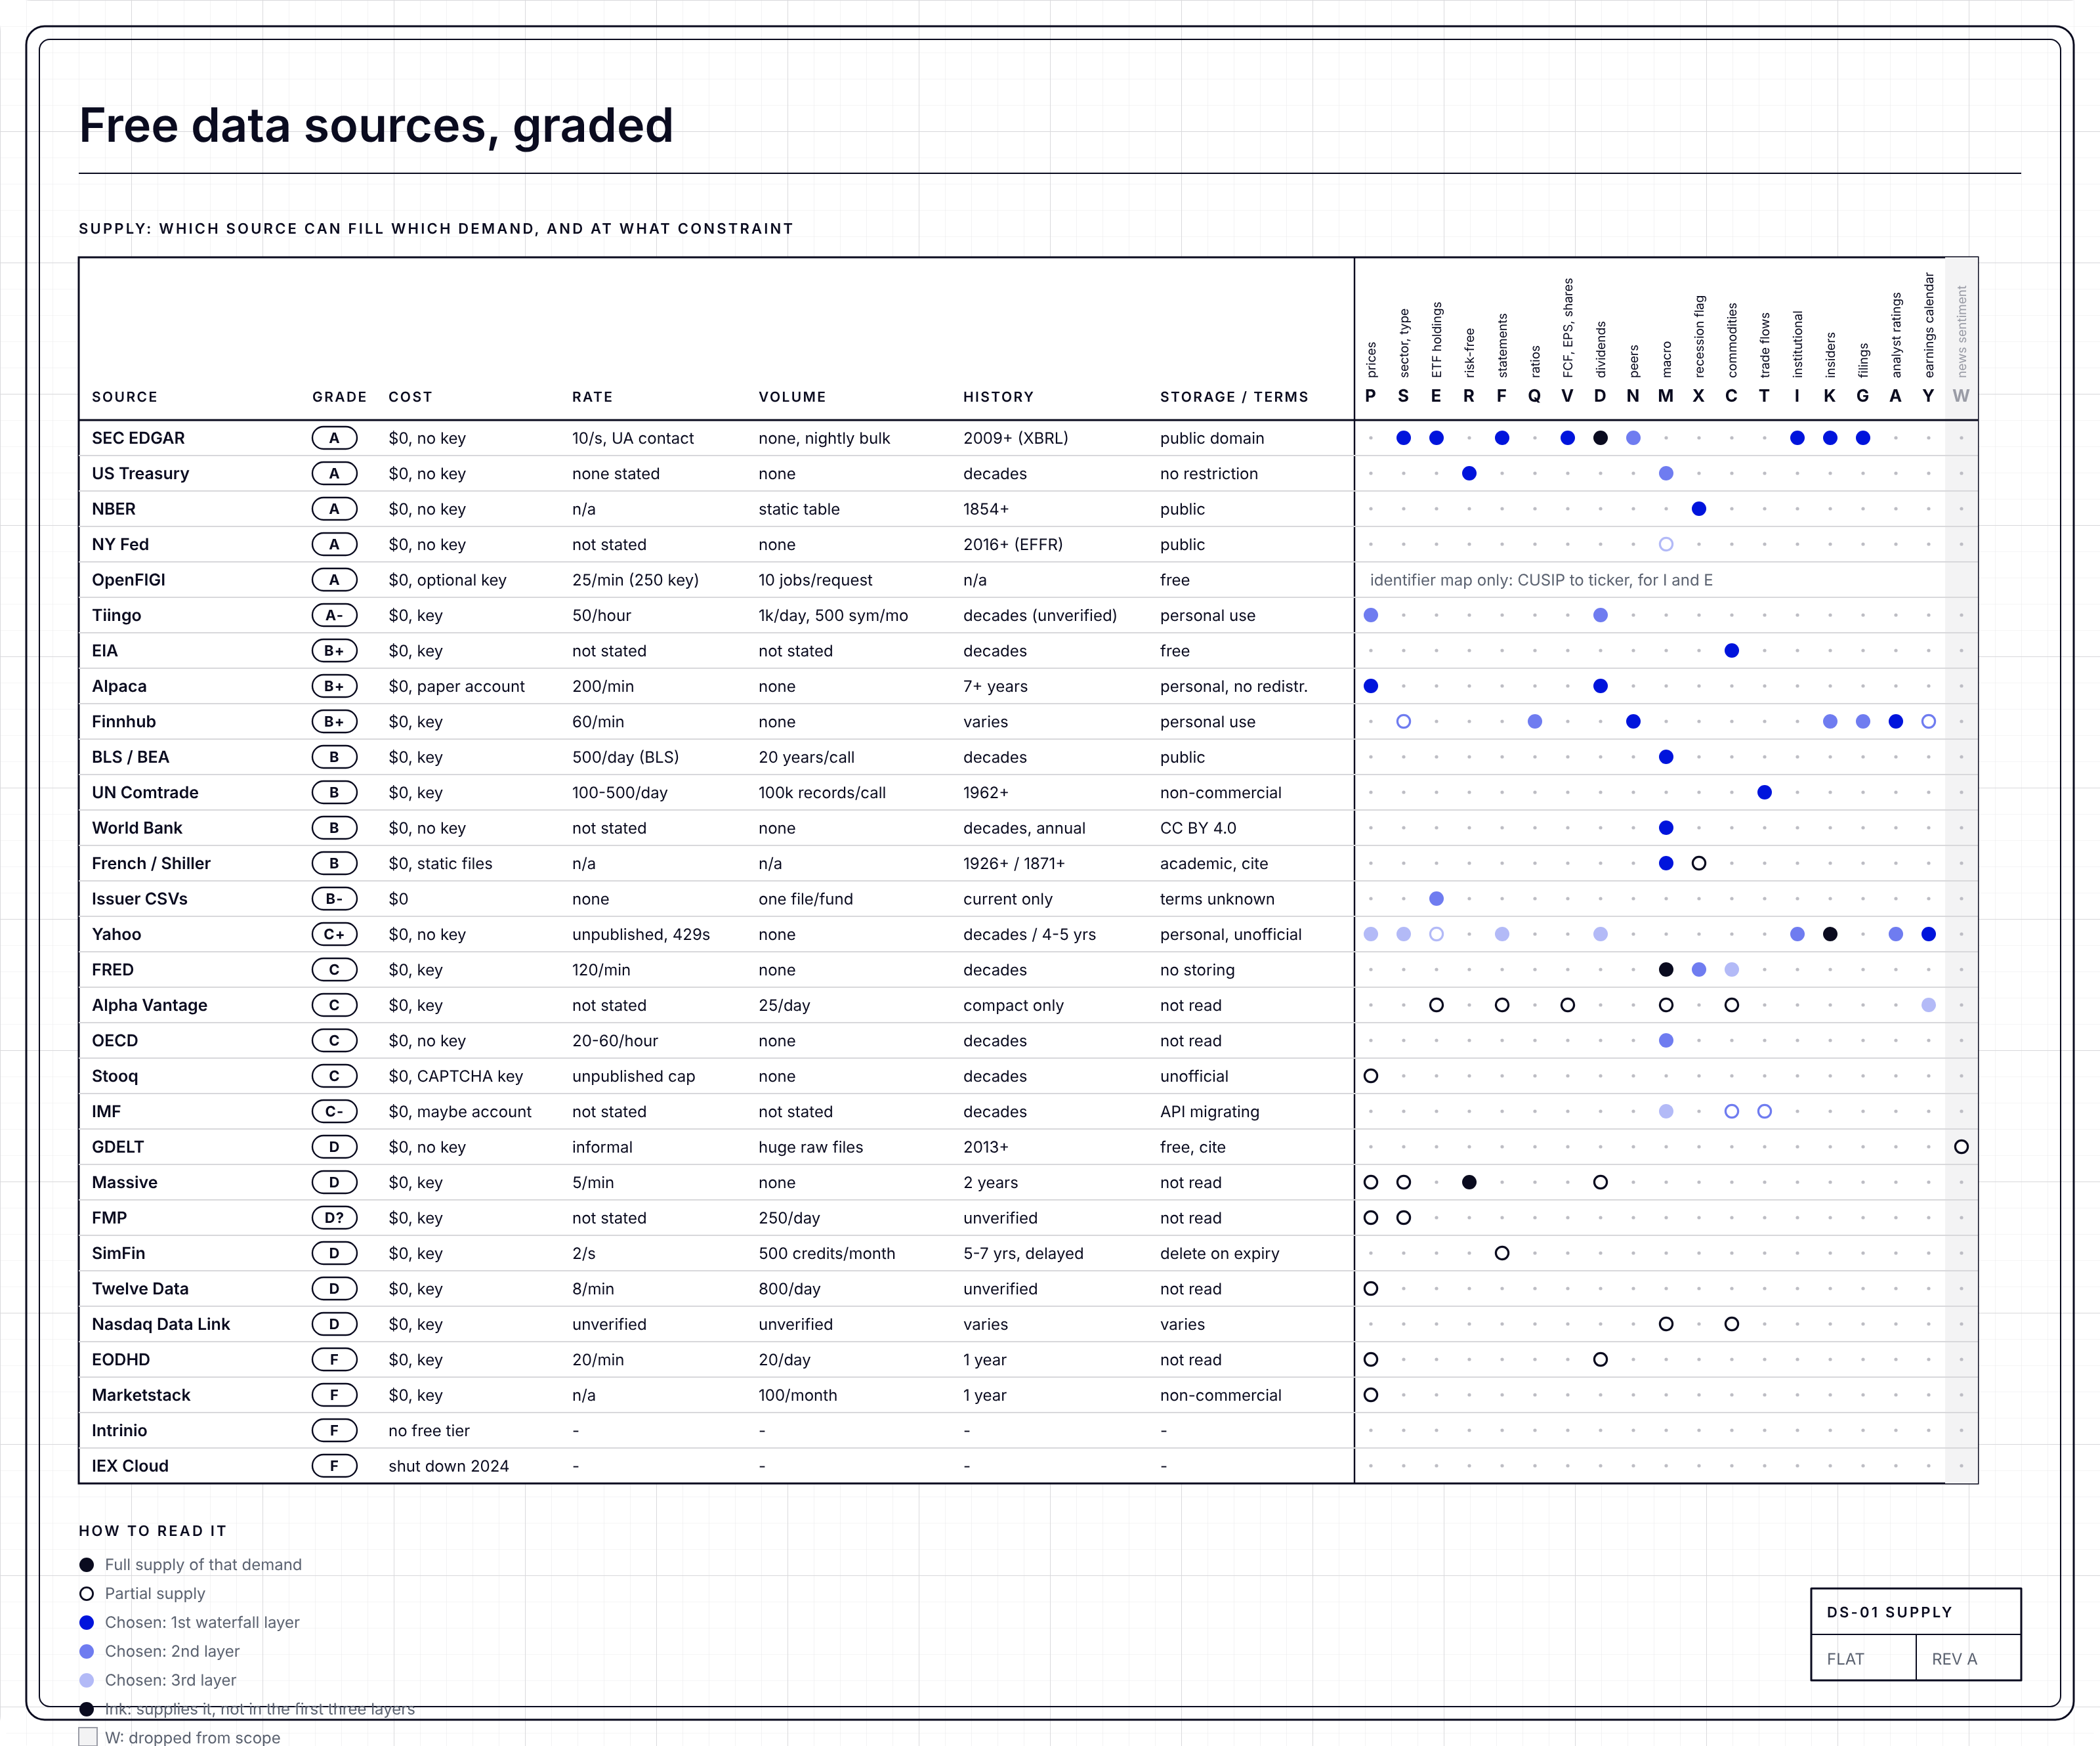 Free data sources, graded
SUPPLY: WHICH SOURCE CAN FILL WHICH DEMAND, AND AT WHAT CONSTRAINT
prices sector, type ETF holdings risk-free statements ratios FCF, EPS, shares dividends peers macro recession flag commodities trade flows institutional insiders filings analyst ratings earnings calendar news sentiment
SOURCE GRADE COST RATE VOLUME HISTORY STORAGE / TERMS P S E R F Q V D N M X C T I K G A Y W
SEC EDGAR A $0, no key 10/s, UA contact none, nightly bulk 2009+ (XBRL) public domain
US Treasury A $0, no key none stated none decades no restriction
NBER A $0, no key n/a static table 1854+ public
NY Fed A $0, no key not stated none 2016+ (EFFR) public
OpenFIGI A $0, optional key 25/min (250 key) 10 jobs/request n/a free identifier map only: CUSIP to ticker, for I and E
Tiingo A- $0, key 50/hour 1k/day, 500 sym/mo decades (unverified) personal use
EIA B+ $0, key not stated not stated decades free
Alpaca B+ $0, paper account 200/min none 7+ years personal, no redistr.
Finnhub B+ $0, key 60/min none varies personal use
BLS / BEA B $0, key 500/day (BLS) 20 years/call decades public
UN Comtrade B $0, key 100-500/day 100k records/call 1962+ non-commercial
World Bank B $0, no key not stated none decades, annual CC BY 4.0
French / Shiller B $0, static files n/a n/a 1926+ / 1871+ academic, cite
Issuer CSVs B- $0 none one file/fund current only terms unknown
Yahoo C+ $0, no key unpublished, 429s none decades / 4-5 yrs personal, unofficial
FRED C $0, key 120/min none decades no storing
Alpha Vantage C $0, key not stated 25/day compact only not read
OECD C $0, no key 20-60/hour none decades not read
Stooq C $0, CAPTCHA key unpublished cap none decades unofficial
IMF C- $0, maybe account not stated not stated decades API migrating
GDELT D $0, no key informal huge raw files 2013+ free, cite
Massive D $0, key 5/min none 2 years not read
FMP D? $0, key not stated 250/day unverified not read
SimFin D $0, key 2/s 500 credits/month 5-7 yrs, delayed delete on expiry
Twelve Data D $0, key 8/min 800/day unverified not read
Nasdaq Data Link D $0, key unverified unverified varies varies
EODHD F $0, key 20/min 20/day 1 year not read
Marketstack F $0, key n/a 100/month 1 year non-commercial
Intrinio F no free tier - - - -
IEX Cloud F shut down 2024 - - - -
HOW TO READ IT
Full supply of that demand
Partial supply
Chosen: 1st waterfall layer
Chosen: 2nd layer
Chosen: 3rd layer
Ink: supplies it, not in the first three layers
W: dropped from scope
DS-01 SUPPLY
FLAT REV A